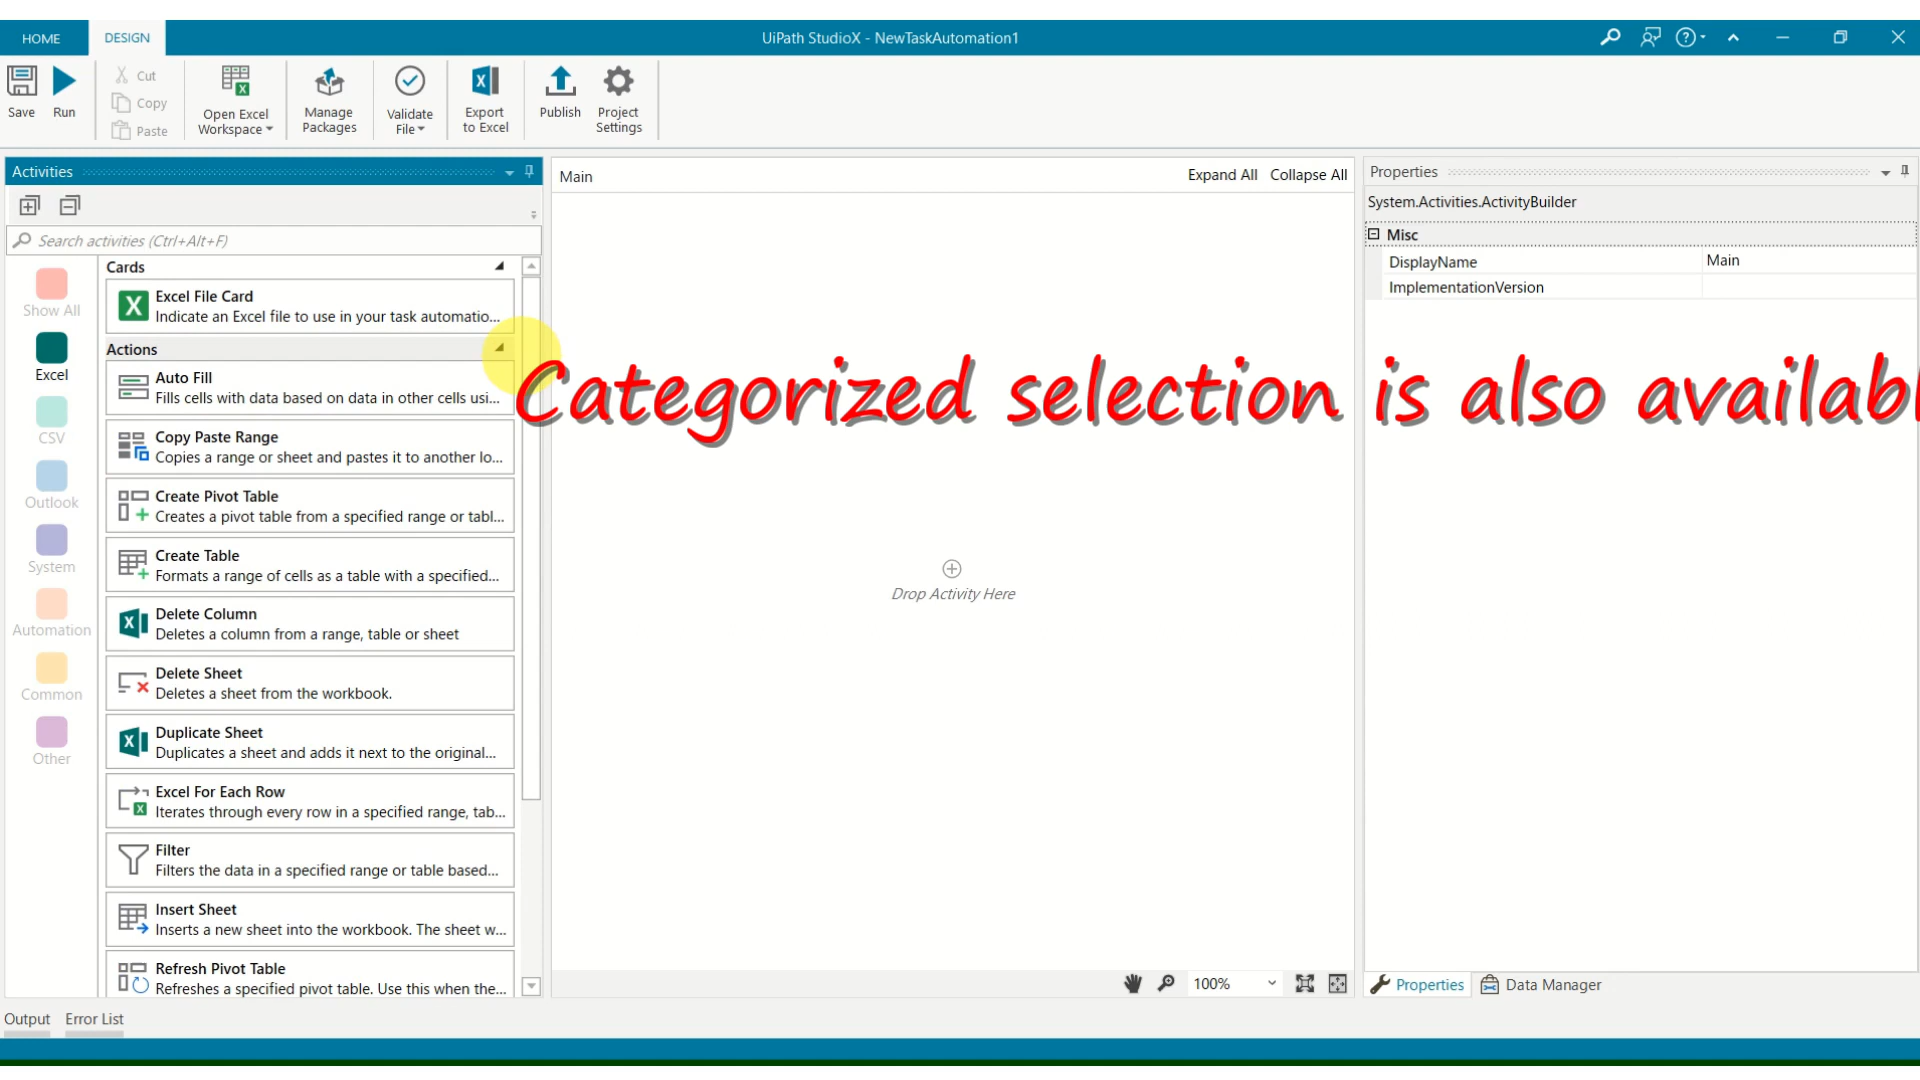 HOME
DESIGN
UiPath StudioX - NewTaskAutomation1
Save
Run
Cut
Copy
Paste
Open Excel
Workspace
Manage
Packages
Validate
File
Export
to Excel
Publish
Project
Settings
Activities
Search activities (Ctrl+Alt+F)
Show All
Excel
CSV
Outlook
System
Automation
Common
Other
Cards
Excel File Card
Indicate an Excel file to use in your task automatio...
Actions
Auto Fill
Fills cells with data based on data in other cells usi...
Copy Paste Range
Copies a range or sheet and pastes it to another lo...
Create Pivot Table
Creates a pivot table from a specified range or tabl...
Create Table
Formats a range of cells as a table with a specified...
Delete Column
Deletes a column from a range, table or sheet
Delete Sheet
Deletes a sheet from the workbook.
Duplicate Sheet
Duplicates a sheet and adds it next to the original...
Excel For Each Row
Iterates through every row in a specified range, tab...
Filter
Filters the data in a specified range or table based...
Insert Sheet
Inserts a new sheet into the workbook. The sheet w...
Refresh Pivot Table
Refreshes a specified pivot table. Use this when the...
Main
Expand All
Collapse All
Categorized selection is also availabl
Drop Activity Here
100%
Properties
System.Activities.ActivityBuilder
Misc
DisplayName
Main
ImplementationVersion
Properties
Data Manager
Output
Error List